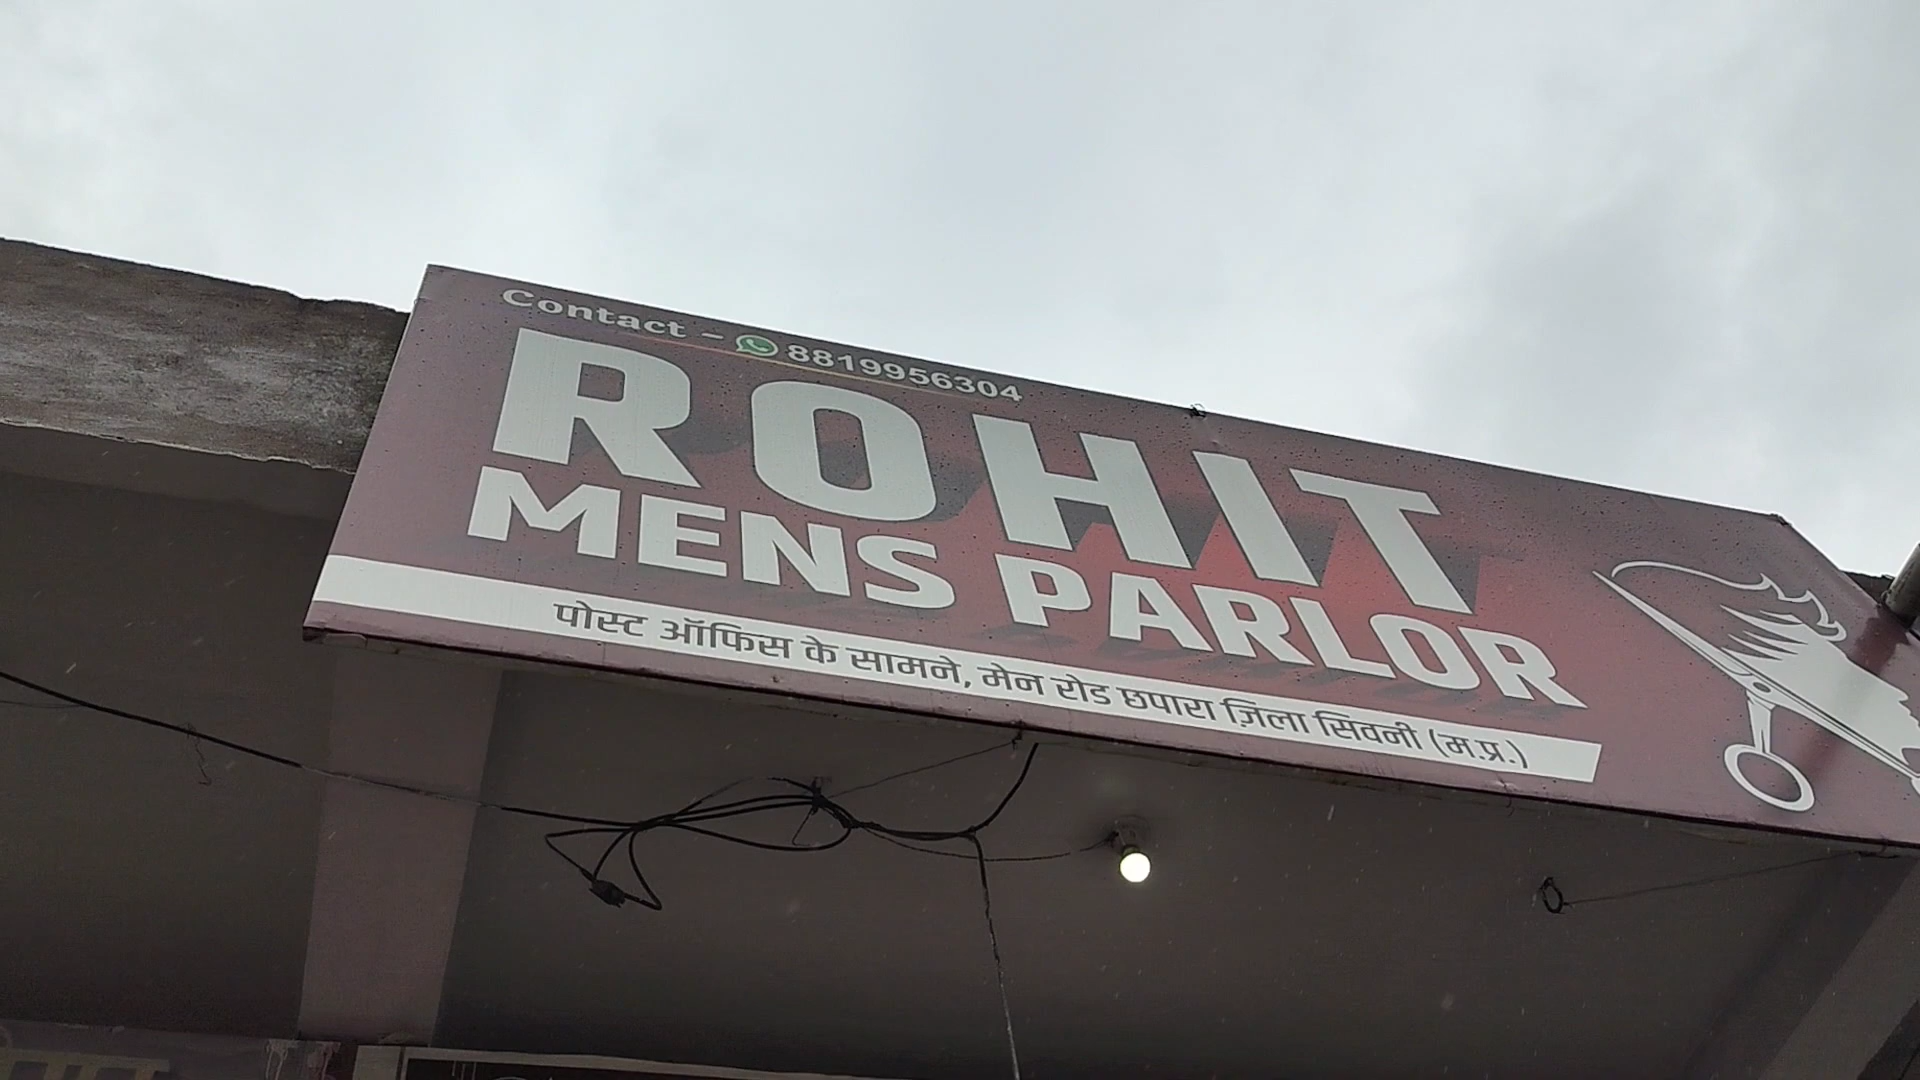 Contact - 8819956304
ROHIT
MENS PARLOR
पोस्ट ऑफिस के सामने, मेन रोड छपारा ज़िला सिवनी (म.प्र.)